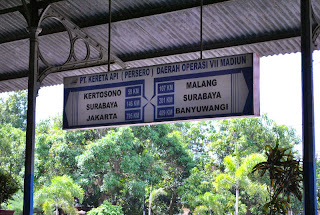 PT. KERETA API ( PERSERO ) DAERAH OPERASI VII MADIUN
KERTOSONO MALANG
SURABAYA SURABAYA
JAKARTA BANYUWANGI